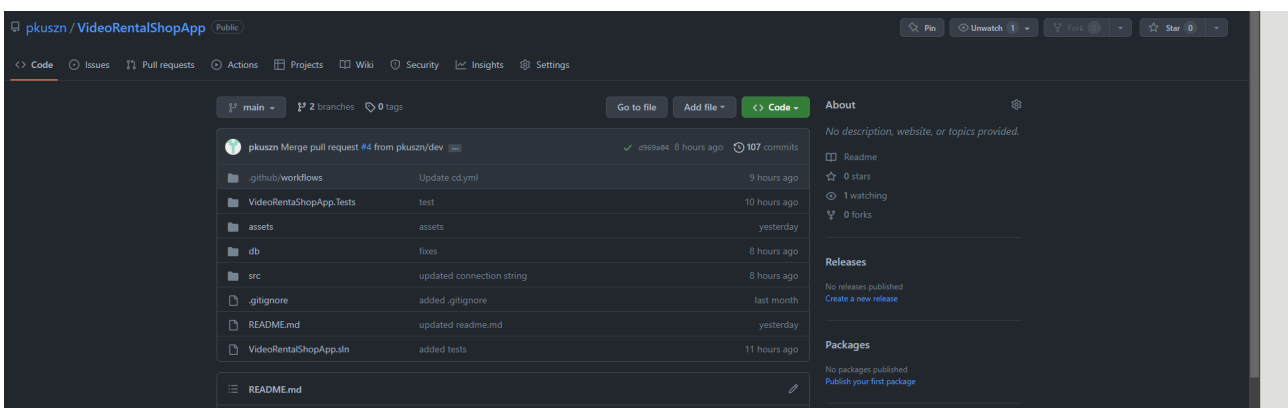 pkuszn / VideoRentalShopApp Public
Pin Unwatch 1 Fork 0 Star 0
Code Issues Pull requests Actions Projects Wiki Security Insights Settings
main 2 branches 0 tags
Go to file Add file Code
pkuszn Merge pull request #4 from pkuszn/dev ... d969a04 8 hours ago 107 commits
.github/workflows Update cd.yml 9 hours ago
VideoRentaShopApp.Tests test 10 hours ago
assets assets yesterday
db fixes 8 hours ago
src updated connection string 8 hours ago
.gitignore added .gitignore last month
README.md updated readme.md yesterday
VideoRentalShopApp.sln added tests 11 hours ago
README.md
About
No description, website, or topics provided.
Readme
0 stars
1 watching
0 forks
Releases
No releases published
Create a new release
Packages
No packages published
Publish your first package